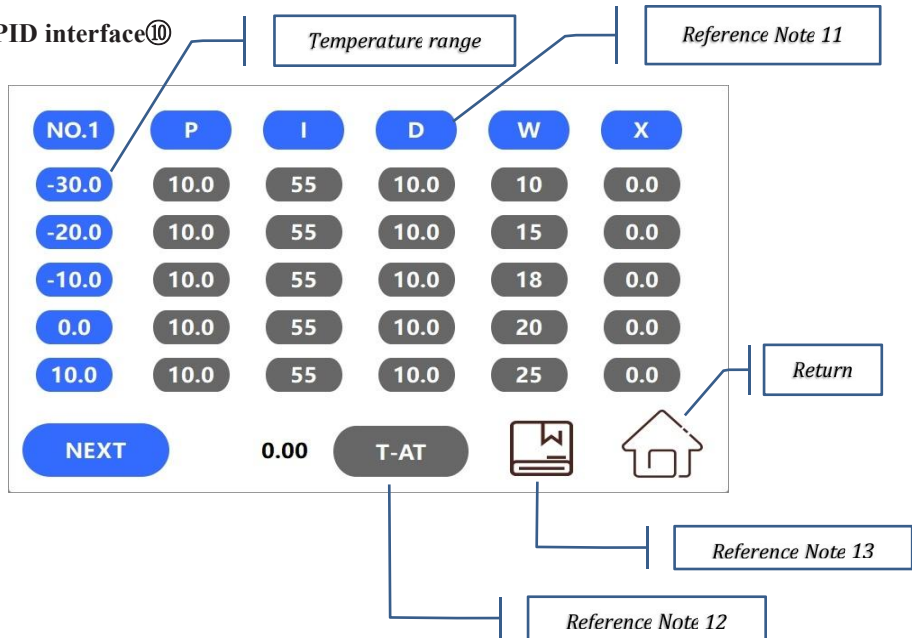 PID interface⑩
Temperature range
Reference Note 11
NO.1 P I D W X
-30.0 10.0 55 10.0 10 0.0
-20.0 10.0 55 10.0 15 0.0
-10.0 10.0 55 10.0 18 0.0
0.0 10.0 55 10.0 20 0.0
10.0 10.0 55 10.0 25 0.0
Return
NEXT 0.00 T-AT
Reference Note 13
Reference Note 12